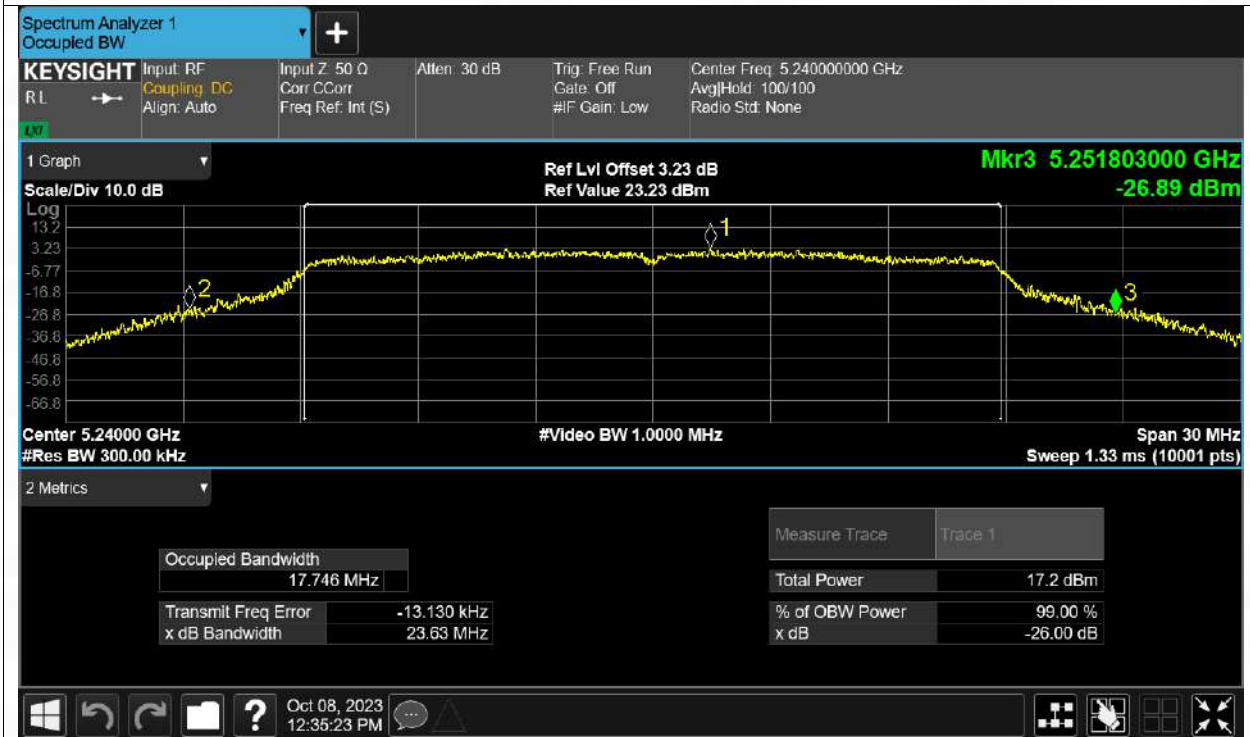 Spectrum Analyzer 1
Occupied BW
KEYSIGHT
RL
LXI
Input: RF
Coupling: DC
Align: Auto
Input Z: 50 Ω
Corr CCorr
Freq Ref: Int (S)
Atten: 30 dB
Trig: Free Run
Gate: Off
#IF Gain: Low
Center Freq: 5.240000000 GHz
Avg|Hold: 100/100
Radio Std: None
1 Graph
Scale/Div 10.0 dB
Ref Lvl Offset 3.23 dB
Ref Value 23.23 dBm
Mkr3 5.251803000 GHz
-26.89 dBm
Log
13.2
3.23
-6.77
-16.8
-26.8
-36.8
-46.8
-56.8
-66.8
1
2
3
Center 5.24000 GHz
#Res BW 300.00 kHz
#Video BW 1.0000 MHz
Span 30 MHz
Sweep 1.33 ms (10001 pts)
2 Metrics
Occupied Bandwidth
17.746 MHz
Transmit Freq Error -13.130 kHz
x dB Bandwidth 23.63 MHz
Measure Trace Trace 1
Total Power 17.2 dBm
% of OBW Power 99.00 %
x dB -26.00 dB
?
Oct 08, 2023
12:35:23 PM